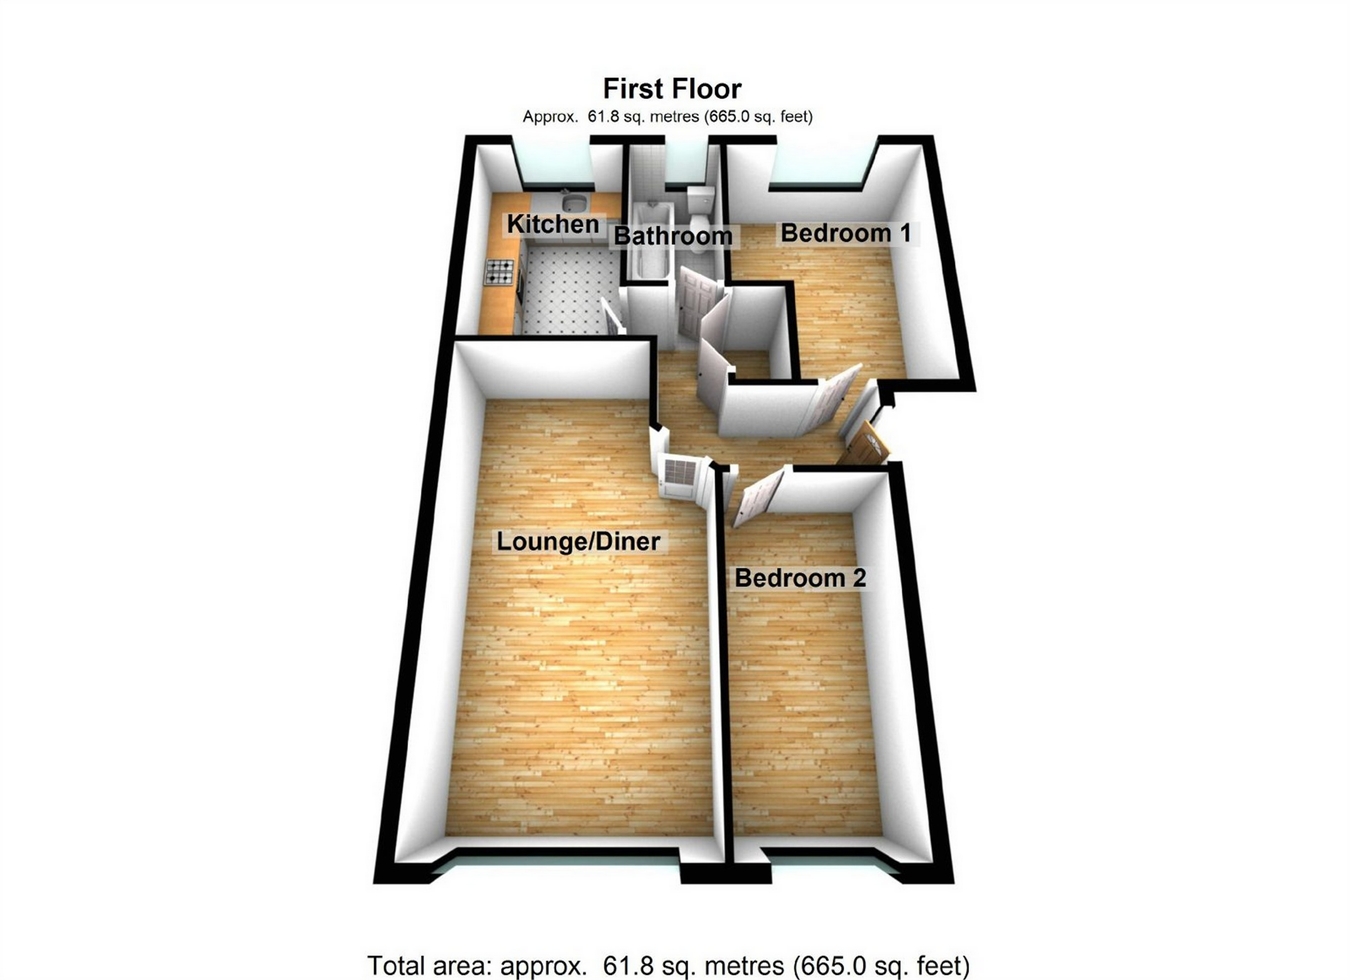 First Floor
Approx. 61.8 sq. metres (665.0 sq. feet)
Kitchen
Bathroom
Bedroom 1
Lounge/Diner
Bedroom 2
Total area: approx. 61.8 sq. metres (665.0 sq. feet)